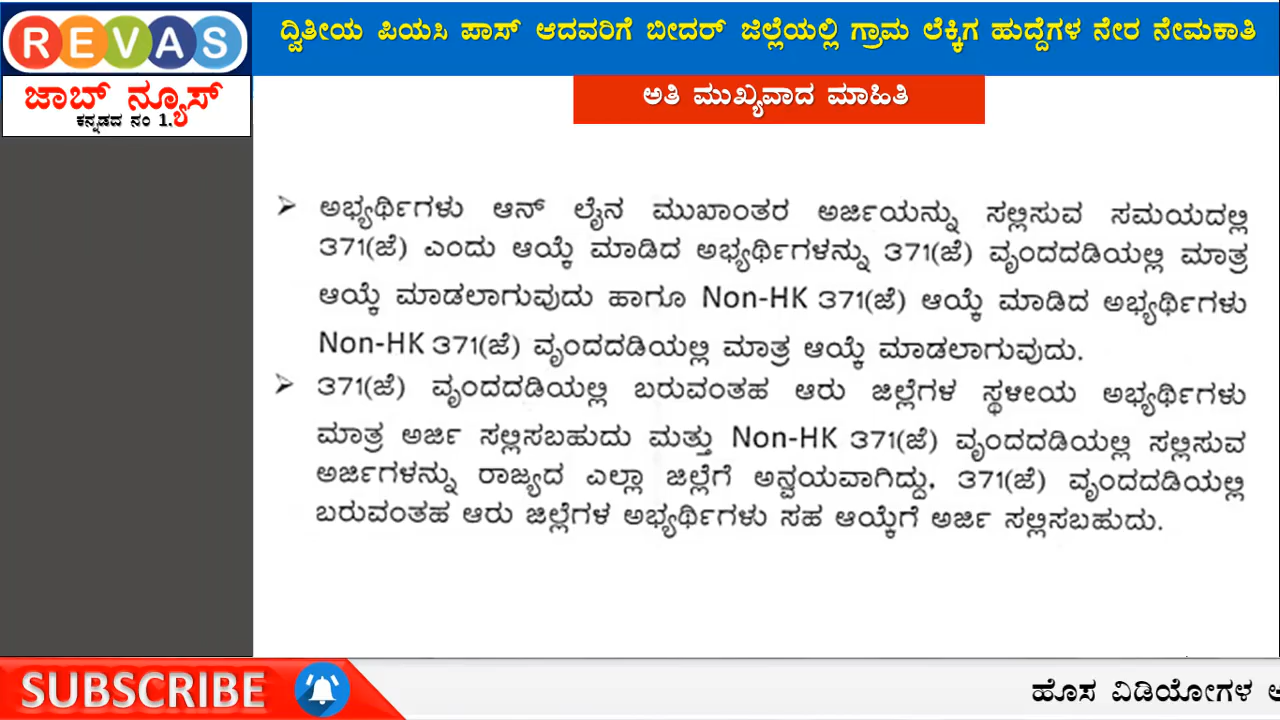 REVAS
ದ್ವಿತೀಯ ಪಿಯಸಿ ಪಾಸ್ ಆದವರಿಗೆ ಬೀದರ್ ಜಿಲ್ಲೆಯಲ್ಲಿ ಗ್ರಾಮ ಲೆಕ್ಕಿಗ ಹುದ್ದೆಗಳ ನೇರ ನೇಮಕಾತಿ
ಜಾಬ್ ನ್ಯೂಸ್
ಕನ್ನಡದ ನಂ 1.
ಅತಿ ಮುಖ್ಯವಾದ ಮಾಹಿತಿ
➢ ಅಭ್ಯರ್ಥಿಗಳು ಆನ್ ಲೈನ ಮುಖಾಂತರ ಅರ್ಜಿಯನ್ನು ಸಲ್ಲಿಸುವ ಸಮಯದಲ್ಲಿ
371(ಜೆ) ಎಂದು ಆಯ್ಕೆ ಮಾಡಿದ ಅಭ್ಯರ್ಥಿಗಳನ್ನು 371(ಜೆ) ವೃಂದದಡಿಯಲ್ಲಿ ಮಾತ್ರ
ಆಯ್ಕೆ ಮಾಡಲಾಗುವುದು ಹಾಗೂ Non-HK 371(ಜೆ) ಆಯ್ಕೆ ಮಾಡಿದ ಅಭ್ಯರ್ಥಿಗಳು
Non-HK 371(ಜೆ) ವೃಂದದಡಿಯಲ್ಲಿ ಮಾತ್ರ ಆಯ್ಕೆ ಮಾಡಲಾಗುವುದು.
➢ 371(ಜೆ) ವೃಂದದಡಿಯಲ್ಲಿ ಬರುವಂತಹ ಆರು ಜಿಲ್ಲೆಗಳ ಸ್ಥಳೀಯ ಅಭ್ಯರ್ಥಿಗಳು
ಮಾತ್ರ ಅರ್ಜಿ ಸಲ್ಲಿಸಬಹುದು ಮತ್ತು Non-HK 371(ಜೆ) ವೃಂದದಡಿಯಲ್ಲಿ ಸಲ್ಲಿಸುವ
ಅರ್ಜಿಗಳನ್ನು ರಾಜ್ಯದ ಎಲ್ಲಾ ಜಿಲ್ಲೆಗೆ ಅನ್ವಯವಾಗಿದ್ದು, 371(ಜೆ) ವೃಂದದಡಿಯಲ್ಲಿ
ಬರುವಂತಹ ಆರು ಜಿಲ್ಲೆಗಳ ಅಭ್ಯರ್ಥಿಗಳು ಸಹ ಆಯ್ಕೆಗೆ ಅರ್ಜಿ ಸಲ್ಲಿಸಬಹುದು.
SUBSCRIBE
ಹೊಸ ವಿಡಿಯೋಗಳ